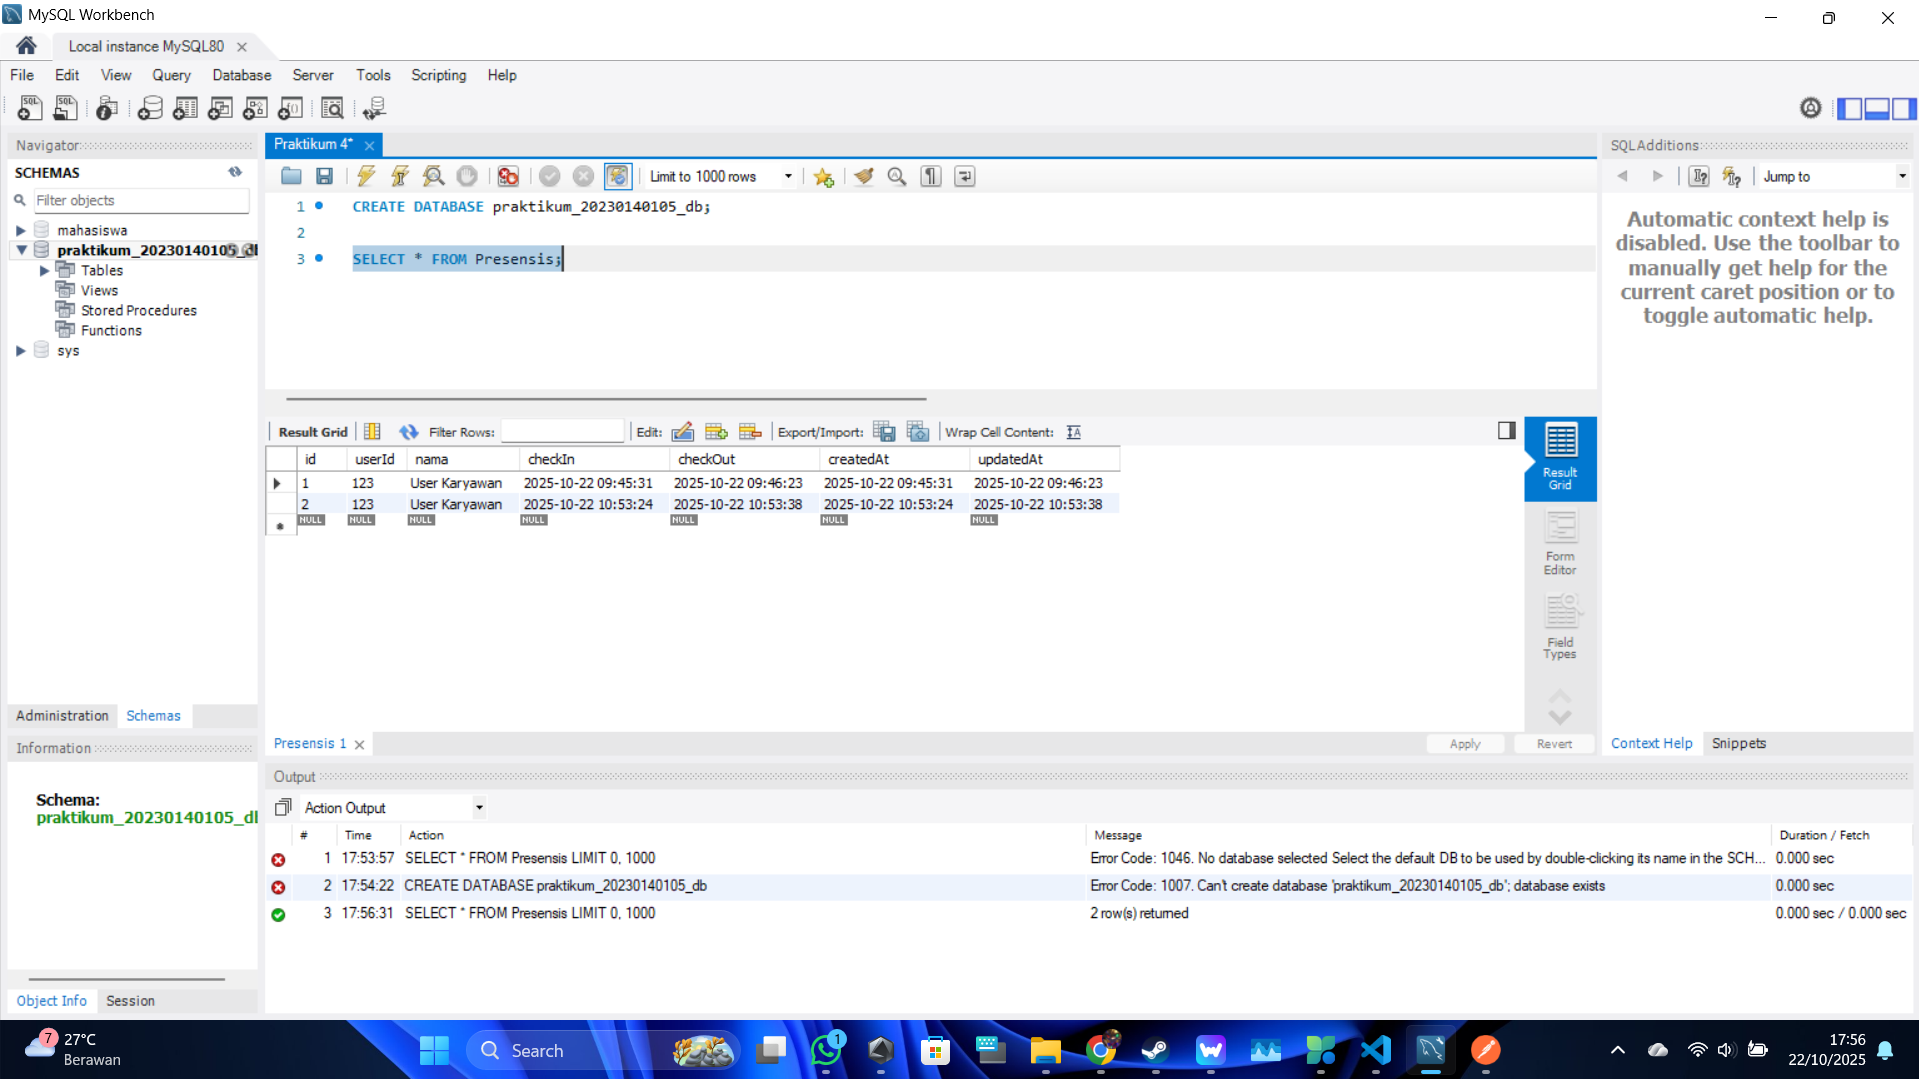 MySQL Workbench
Local instance MySQL80
File Edit View Query Database Server Tools Scripting Help
Navigator
SCHEMAS
Filter objects
mahasiswa
praktikum_20230140105_db
Tables
Views
Stored Procedures
Functions
sys
Administration Schemas
Information
Schema:
praktikum_20230140105_db
Object Info Session
Praktikum 4*
Limit to 1000 rows
1 CREATE DATABASE praktikum_20230140105_db;
2
3 SELECT * FROM Presensis;
Result Grid Filter Rows: Edit: Export/Import: Wrap Cell Content:
id userId nama checkIn checkOut createdAt updatedAt
1 123 User Karyawan 2025-10-22 09:45:31 2025-10-22 09:46:23 2025-10-22 09:45:31 2025-10-22 09:46:23
2 123 User Karyawan 2025-10-22 10:53:24 2025-10-22 10:53:38 2025-10-22 10:53:24 2025-10-22 10:53:38
NULL NULL NULL NULL NULL NULL NULL
Result
Grid
Form
Editor
Field
Types
Presensis 1
Apply Revert
SQLAdditions
Jump to
Automatic context help is
disabled. Use the toolbar to
manually get help for the
current caret position or to
toggle automatic help.
Context Help Snippets
Output
Action Output
# Time Action Message Duration / Fetch
1 17:53:57 SELECT * FROM Presensis LIMIT 0, 1000 Error Code: 1046. No database selected Select the default DB to be used by double-clicking its name in the SCH... 0.000 sec
2 17:54:22 CREATE DATABASE praktikum_20230140105_db Error Code: 1007. Can't create database 'praktikum_20230140105_db'; database exists 0.000 sec
3 17:56:31 SELECT * FROM Presensis LIMIT 0, 1000 2 row(s) returned 0.000 sec / 0.000 sec
7
27°C
Berawan
Search
1
17:56
22/10/2025